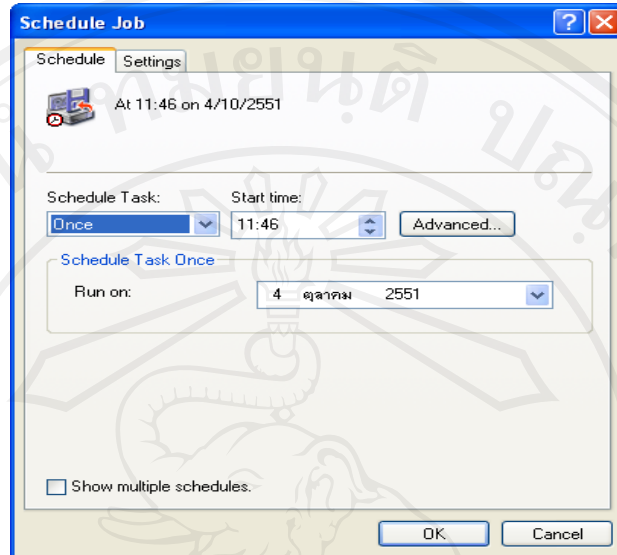 Schedule Job
Schedule Settings
At 11:46 on 4/10/2551
Schedule Task: Start time:
Once 11:46 Advanced...
Schedule Task Once
Run on: 4 ตุลาคม 2551
Show multiple schedules.
OK Cancel